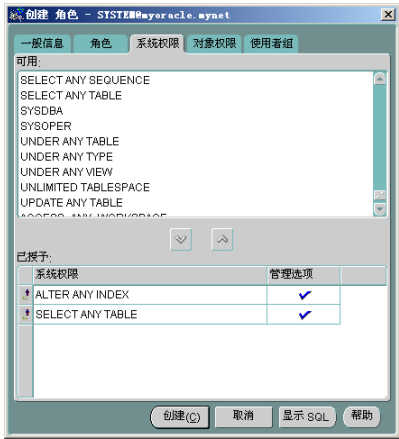 创建 角色 - SYSTEM@myoracle.mynet
一般信息 角色 系统权限 对象权限 使用者组
可用:
SELECT ANY SEQUENCE
SELECT ANY TABLE
SYSDBA
SYSOPER
UNDER ANY TABLE
UNDER ANY TYPE
UNDER ANY VIEW
UNLIMITED TABLESPACE
UPDATE ANY TABLE
已授予:
系统权限 管理选项
ALTER ANY INDEX
SELECT ANY TABLE
创建(C) 取消 显示 SQL 帮助